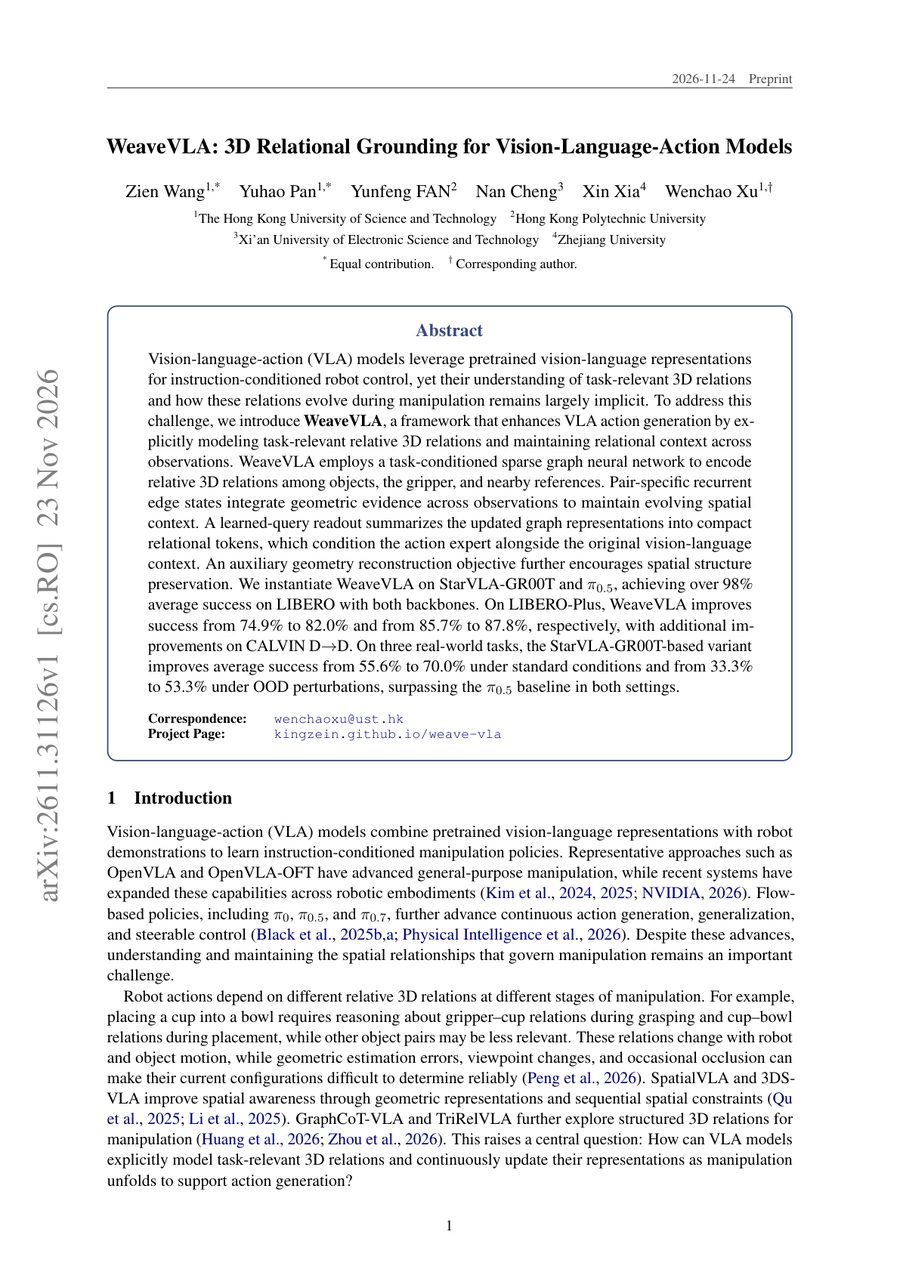 2026-11-24 Preprint
WeaveVLA: 3D Relational Grounding for Vision-Language-Action Models
Zien Wang1,* Yuhao Pan1,* Yunfeng FAN2 Nan Cheng3 Xin Xia4 Wenchao Xu1,†
1The Hong Kong University of Science and Technology 2Hong Kong Polytechnic University
3Xi'an University of Electronic Science and Technology 4Zhejiang University
* Equal contribution. † Corresponding author.
Abstract
Vision-language-action (VLA) models leverage pretrained vision-language representations
for instruction-conditioned robot control, yet their understanding of task-relevant 3D relations
and how these relations evolve during manipulation remains largely implicit. To address this
challenge, we introduce WeaveVLA, a framework that enhances VLA action generation by ex-
plicitly modeling task-relevant relative 3D relations and maintaining relational context across
observations. WeaveVLA employs a task-conditioned sparse graph neural network to encode
relative 3D relations among objects, the gripper, and nearby references. Pair-specific recurrent
edge states integrate geometric evidence across observations to maintain evolving spatial
context. A learned-query readout summarizes the updated graph representations into compact
relational tokens, which condition the action expert alongside the original vision-language
context. An auxiliary geometry reconstruction objective further encourages spatial structure
preservation. We instantiate WeaveVLA on StarVLA-GR00T and π0.5, achieving over 98%
average success on LIBERO with both backbones. On LIBERO-Plus, WeaveVLA improves
success from 74.9% to 82.0% and from 85.7% to 87.8%, respectively, with additional im-
provements on CALVIN D→D. On three real-world tasks, the StarVLA-GR00T-based variant
improves average success from 55.6% to 70.0% under standard conditions and from 33.3%
to 53.3% under OOD perturbations, surpassing the π0.5 baseline in both settings.
Correspondence: wenchaoxu@ust.hk
Project Page: kingzein.github.io/weave-vla
arXiv:2611.31126v1 [cs.RO] 23 Nov 2026
1 Introduction
Vision-language-action (VLA) models combine pretrained vision-language representations with robot
demonstrations to learn instruction-conditioned manipulation policies. Representative approaches such as
OpenVLA and OpenVLA-OFT have advanced general-purpose manipulation, while recent systems have
expanded these capabilities across robotic embodiments (Kim et al., 2024, 2025; NVIDIA, 2026). Flow-
based policies, including π0, π0.5, and π0.7, further advance continuous action generation, generalization,
and steerable control (Black et al., 2025b,a; Physical Intelligence et al., 2026). Despite these advances,
understanding and maintaining the spatial relationships that govern manipulation remains an important
challenge.
Robot actions depend on different relative 3D relations at different stages of manipulation. For example,
placing a cup into a bowl requires reasoning about gripper–cup relations during grasping and cup–bowl
relations during placement, while other object pairs may be less relevant. These relations change with robot
and object motion, while geometric estimation errors, viewpoint changes, and occasional occlusion can
make their current configurations difficult to determine reliably (Peng et al., 2026). SpatialVLA and 3DS-
VLA improve spatial awareness through geometric representations and sequential spatial constraints (Qu
et al., 2025; Li et al., 2025). GraphCoT-VLA and TriRelVLA further explore structured 3D relations for
manipulation (Huang et al., 2026; Zhou et al., 2026). This raises a central question: How can VLA models
explicitly model task-relevant 3D relations and continuously update their representations as manipulation
unfolds to support action generation?
1